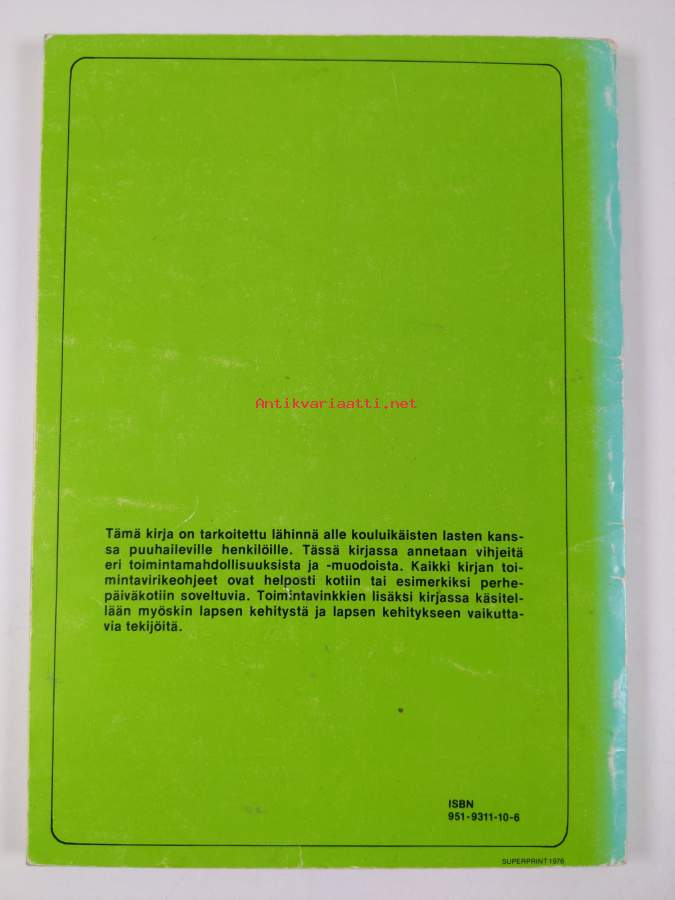 Antikvariaatti.net
Tämä kirja on tarkoitettu lähinnä alle kouluikäisten lasten kans-
sa puuhaileville henkilöille. Tässä kirjassa annetaan vihjeitä
eri toimintamahdollisuuksista ja -muodoista. Kaikki kirjan toi-
mintavirikeohjeet ovat helposti kotiin tai esimerkiksi perhe-
päiväkotiin soveltuvia. Toimintavinkkien lisäksi kirjassa käsitel-
lään myöskin lapsen kehitystä ja lapsen kehitykseen vaikutta-
via tekijöitä.
ISBN
951-9311-10-6
SUPERPRINT 1976